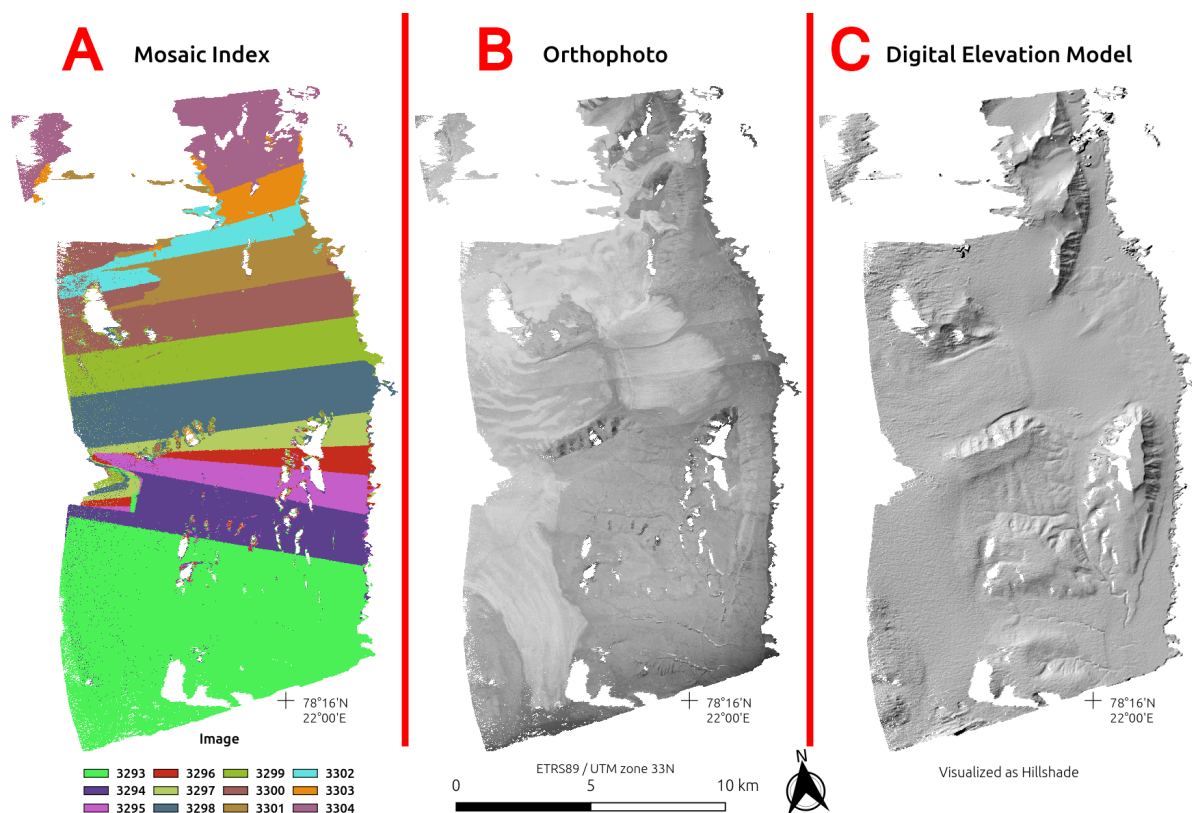 A Mosaic Index
B Orthophoto
C Digital Elevation Model
78°16'N
22°00'E
78°16'N
22°00'E
78°16'N
22°00'E
Image
3293 3296 3299 3302
3294 3297 3300 3303
3295 3298 3301 3304
ETRS89 / UTM zone 33N
0 5 10 km
N
Visualized as Hillshade